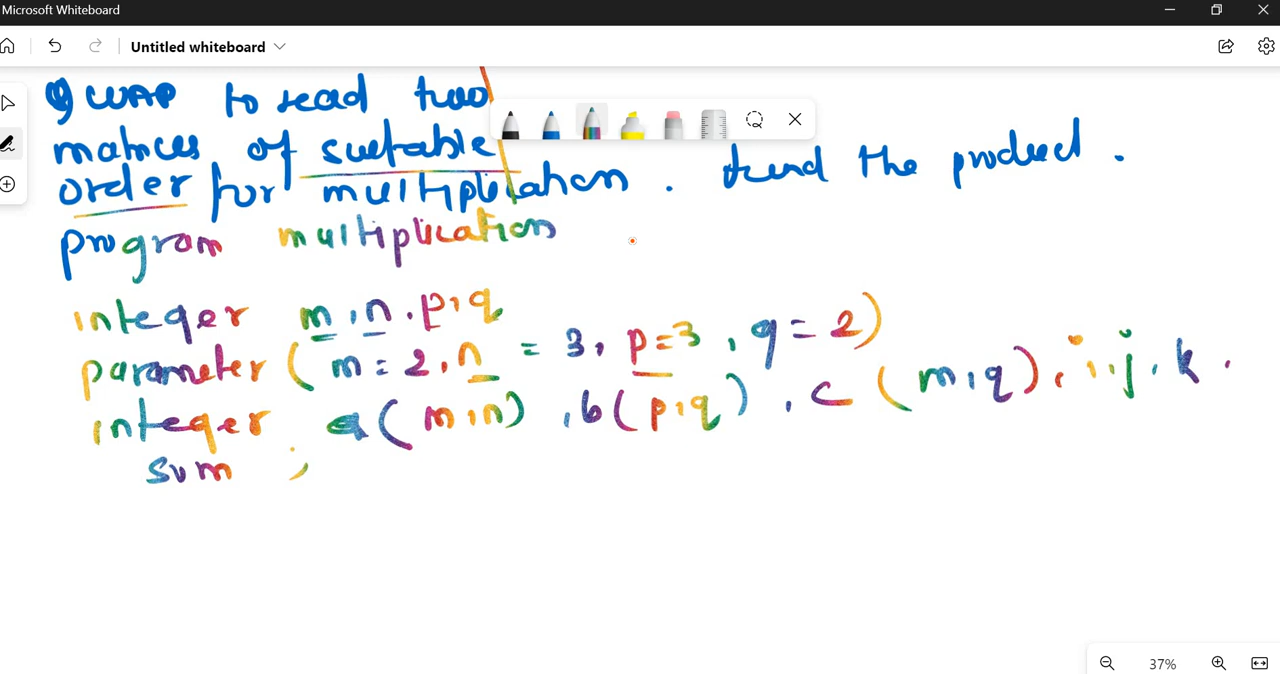 Microsoft Whiteboard
Untitled whiteboard
Q WAP to read two
matrices of suitable
order for multiplication. find the product.
program multiplication
integer m,n,p,q
parameter (m=2,n=3,p=3,q=2)
integer a(m,n),b(p,q),c(m,q),i,j,k,
sum ;
37%